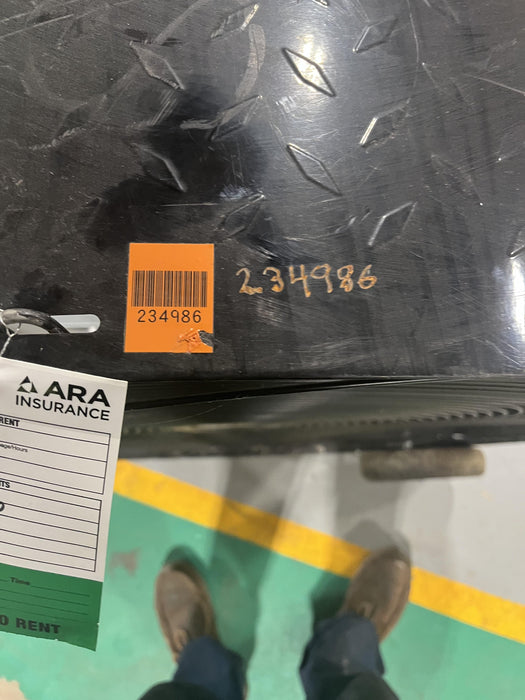 234986
234986
ARA
INSURANCE
RENT
Time
O RENT